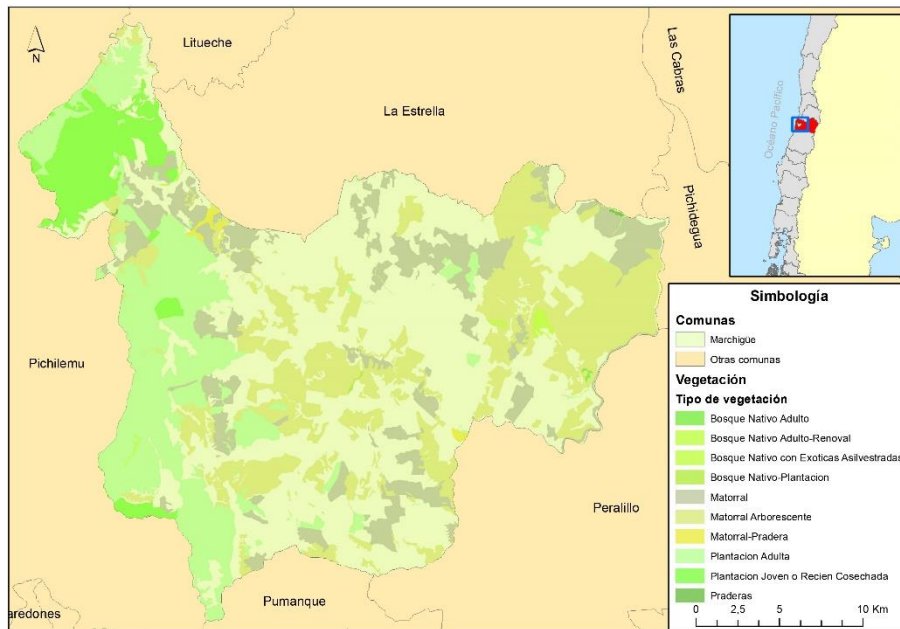 N
Litueche
Las Cabras
La Estrella
Océano Pacífico
Pichidegua
Pichilemu
Peralillo
Pumanque
aredones
Simbología
Comunas
Marchigüe
Otras comunas
Vegetación
Tipo de vegetación
Bosque Nativo Adulto
Bosque Nativo Adulto-Renoval
Bosque Nativo con Exoticas Asilvestradas
Bosque Nativo-Plantacion
Matorral
Matorral Arborescente
Matorral-Pradera
Plantacion Adulta
Plantacion Joven o Recien Cosechada
Praderas
0 2,5 5 10 Km